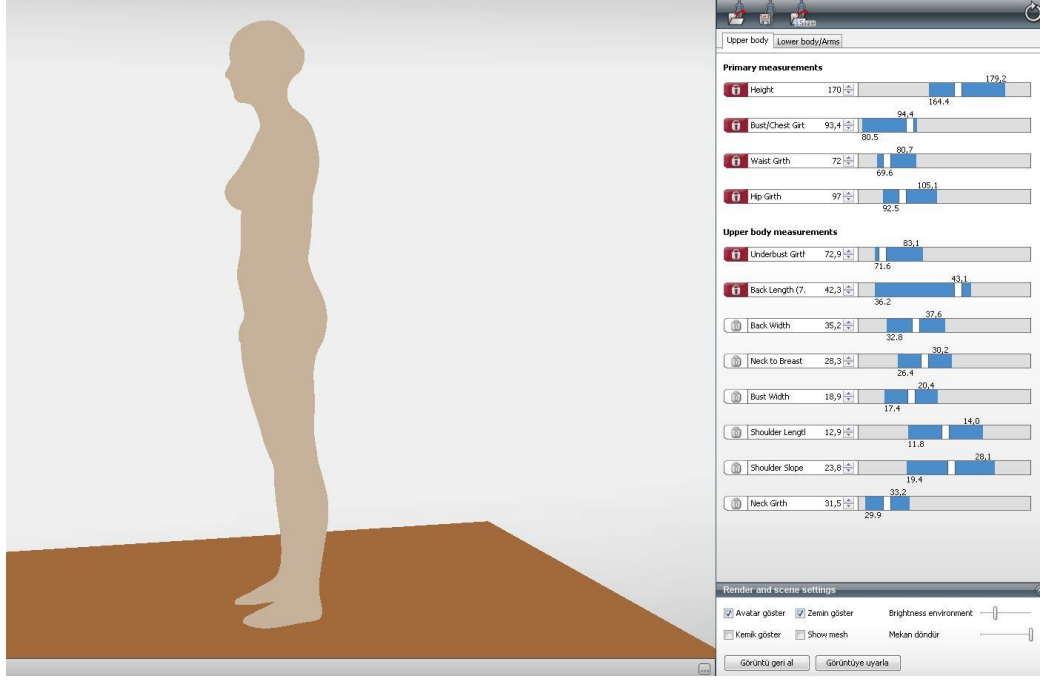 Size
Upper body Lower body/Arms
Primary measurements
179,2
Height 170
164.4
94,4
Bust/Chest Girt 93,4
80.5
80,7
Waist Girth 72
69.6
105,1
Hip Girth 97
92.5
Upper body measurements
83,1
Underbust Girth 72,9
71.6
43,1
Back Length (7. 42,3
36.2
37,6
Back Width 35,2
32.8
30,2
Neck to Breast 28,3
26.4
20,4
Bust Width 18,9
17.4
14,0
Shoulder Lengtl 12,9
11.8
28,1
Shoulder Slope 23,8
19.4
33,2
Neck Girth 31,5
29.9
Render and scene settings
Avatar göster Zemin göster Brightness environment
Kemik göster Show mesh Mekan döndür
Görüntü geri al Görüntüye uyarla